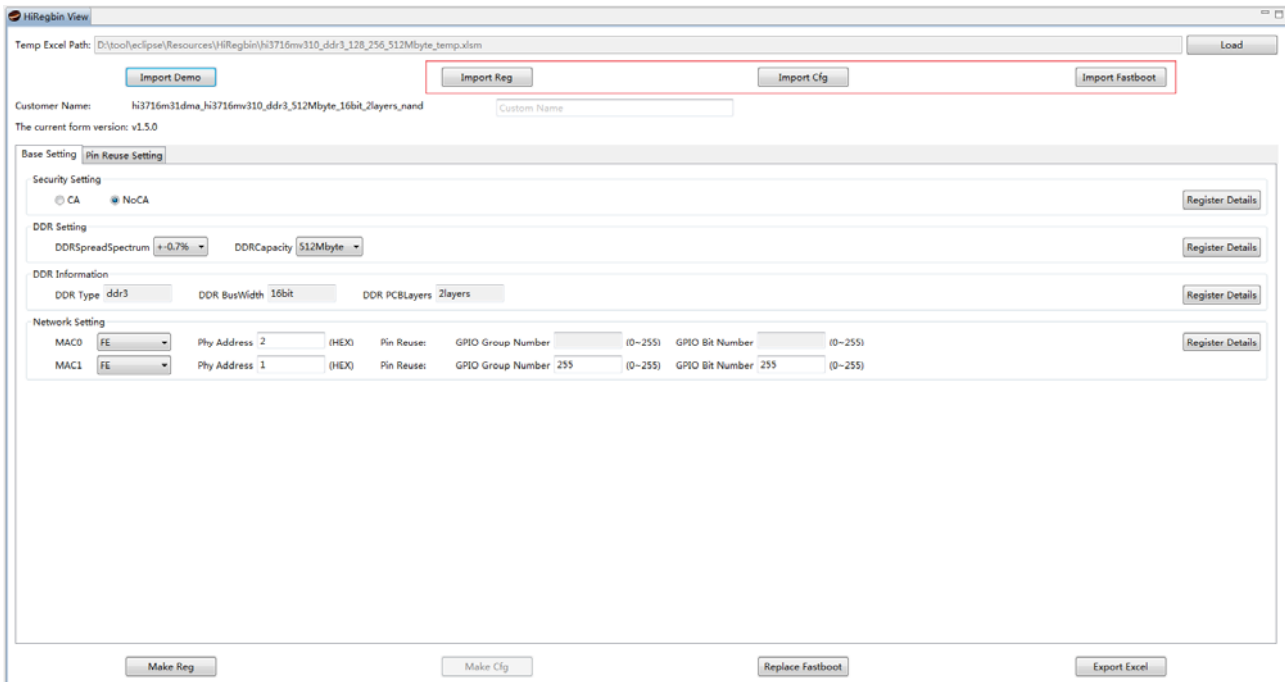 HiRegbin View
Temp Excel Path: D:\tool\eclipse\Resources\HiRegbin\hi3716mv310_ddr3_128_256_512Mbyte_temp.xlsm Load
Import Demo Import Reg Import Cfg Import Fastboot
Customer Name: hi3716m31dma_hi3716mv310_ddr3_512Mbyte_16bit_2layers_nand Custom Name
The current form version: v1.5.0
Base Setting Pin Reuse Setting
Security Setting
CA NoCA Register Details
DDR Setting
DDRSpreadSpectrum +-0.7% DDRCapacity 512Mbyte Register Details
DDR Information
DDR Type ddr3 DDR BusWidth 16bit DDR PCBLayers 2layers Register Details
Network Setting
MAC0 FE Phy Address 2 (HEX) Pin Reuse: GPIO Group Number (0~255) GPIO Bit Number (0~255) Register Details
MAC1 FE Phy Address 1 (HEX) Pin Reuse: GPIO Group Number 255 (0~255) GPIO Bit Number 255 (0~255)
Make Reg Make Cfg Replace Fastboot Export Excel